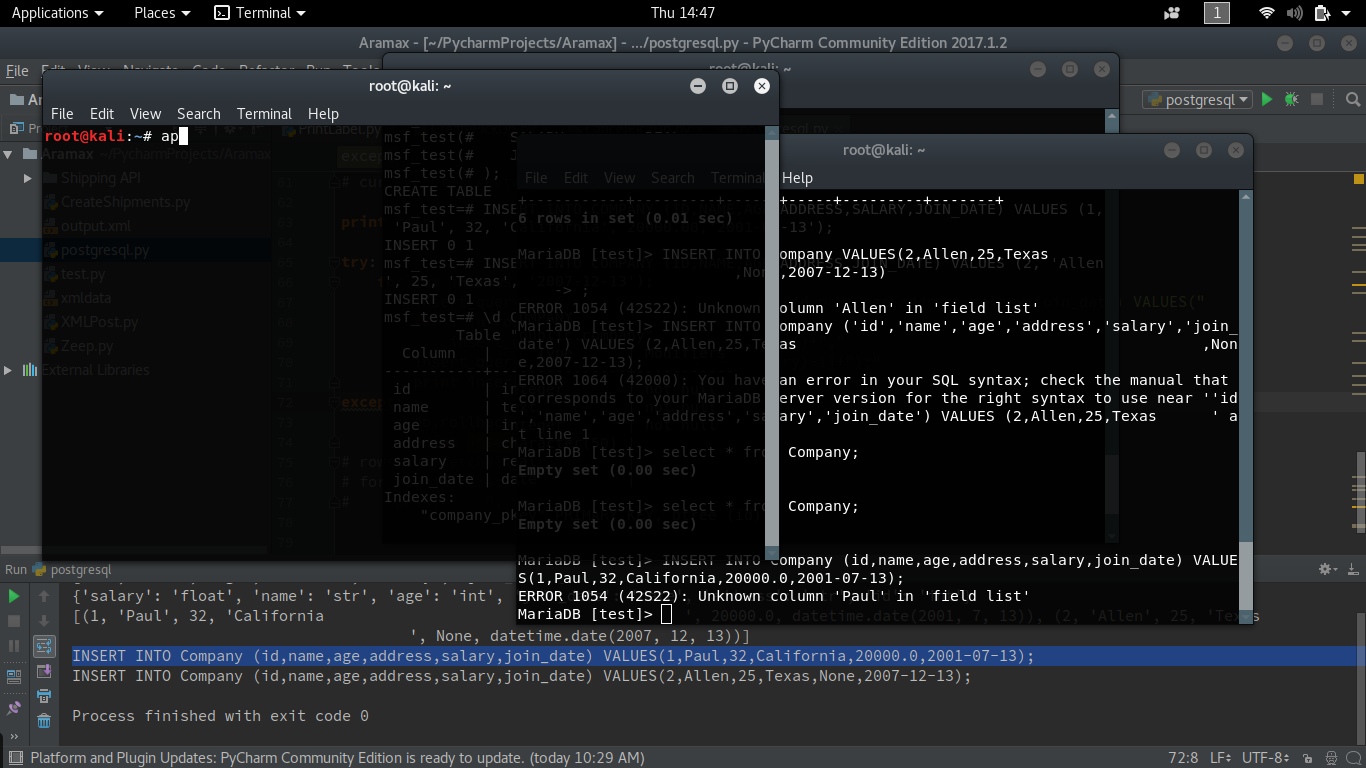 Applications Places Terminal Thu 14:47 1
Aramax - [~/PycharmProjects/Aramax] - .../postgresql.py - PyCharm Community Edition 2017.1.2
root@kali: ~
File
postgresql
root@kali: ~
File Edit View Search Terminal Help
root@kali:~# ap
PrintLabel.py
Aramax ~/PycharmProjects/Aramax
Shipping API
CreateShipments.py
output.xml
postgresql.py
test.py
xmldata
XMLPost.py
Zeep.py
External Libraries
try:
msf_test(#
msf_test(#
msf_test(# );
CREATE TABLE
msf_test=# INSE
'Paul', 32, 'C
INSERT 0 1
msf_test=# INSE
', 25, 'Texas',
INSERT 0 1
msf_test=# \d C
Table "
Column |
id | in
name | te
age | in
address | ch
salary | re
join_date | da
Indexes:
"company_pk
root@kali: ~
File Edit View Search Terminal Help
+-----+---------+-------+
6 rows in set (0.01 sec)
MariaDB [test]> INSERT INTO Company VALUES(2,Allen,25,Texas
,None,2007-12-13)
-> ;
ERROR 1054 (42S22): Unknown column 'Allen' in 'field list'
MariaDB [test]> INSERT INTO Company ('id','name','age','address','salary','join_
date') VALUES (2,Allen,25,Texas ,Non
e,2007-12-13);
ERROR 1064 (42000): You have an error in your SQL syntax; check the manual that
corresponds to your MariaDB server version for the right syntax to use near ''id
','name','age','address','salary','join_date') VALUES (2,Allen,25,Texas ' a
t line 1
MariaDB [test]> select * from Company;
Empty set (0.00 sec)
MariaDB [test]> select * from Company;
Empty set (0.00 sec)
MariaDB [test]> INSERT INTO Company (id,name,age,address,salary,join_date) VALUE
S(1,Paul,32,California,20000.0,2001-07-13);
ERROR 1054 (42S22): Unknown column 'Paul' in 'field list'
MariaDB [test]>
Run postgresql
{'salary': 'float', 'name': 'str', 'age': 'int',
[(1, 'Paul', 32, 'California ', 20000.0, datetime.date(2001, 7, 13)), (2, 'Allen', 25, 'Texas
', None, datetime.date(2007, 12, 13))]
INSERT INTO Company (id,name,age,address,salary,join_date) VALUES(1,Paul,32,California,20000.0,2001-07-13);
INSERT INTO Company (id,name,age,address,salary,join_date) VALUES(2,Allen,25,Texas,None,2007-12-13);
Process finished with exit code 0
Platform and Plugin Updates: PyCharm Community Edition is ready to update. (today 10:29 AM) 72:8 LF UTF-8